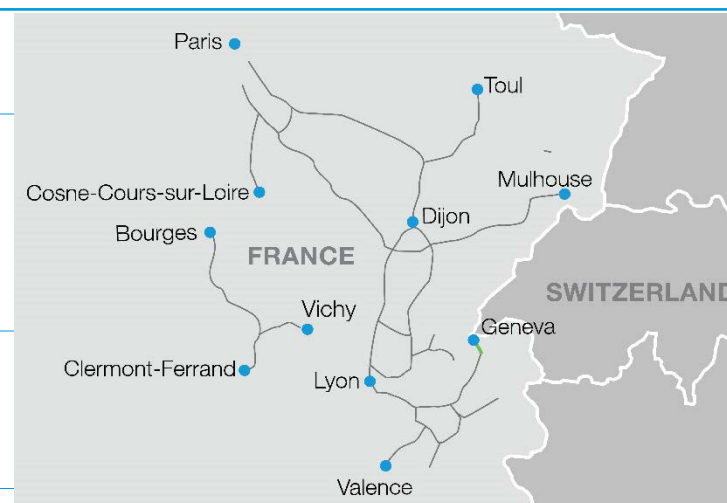 Paris
Toul
Mulhouse
Cosne-Cours-sur-Loire
Dijon
Bourges
FRANCE
SWITZERLAND
Vichy
Geneva
Clermont-Ferrand
Lyon
Valence